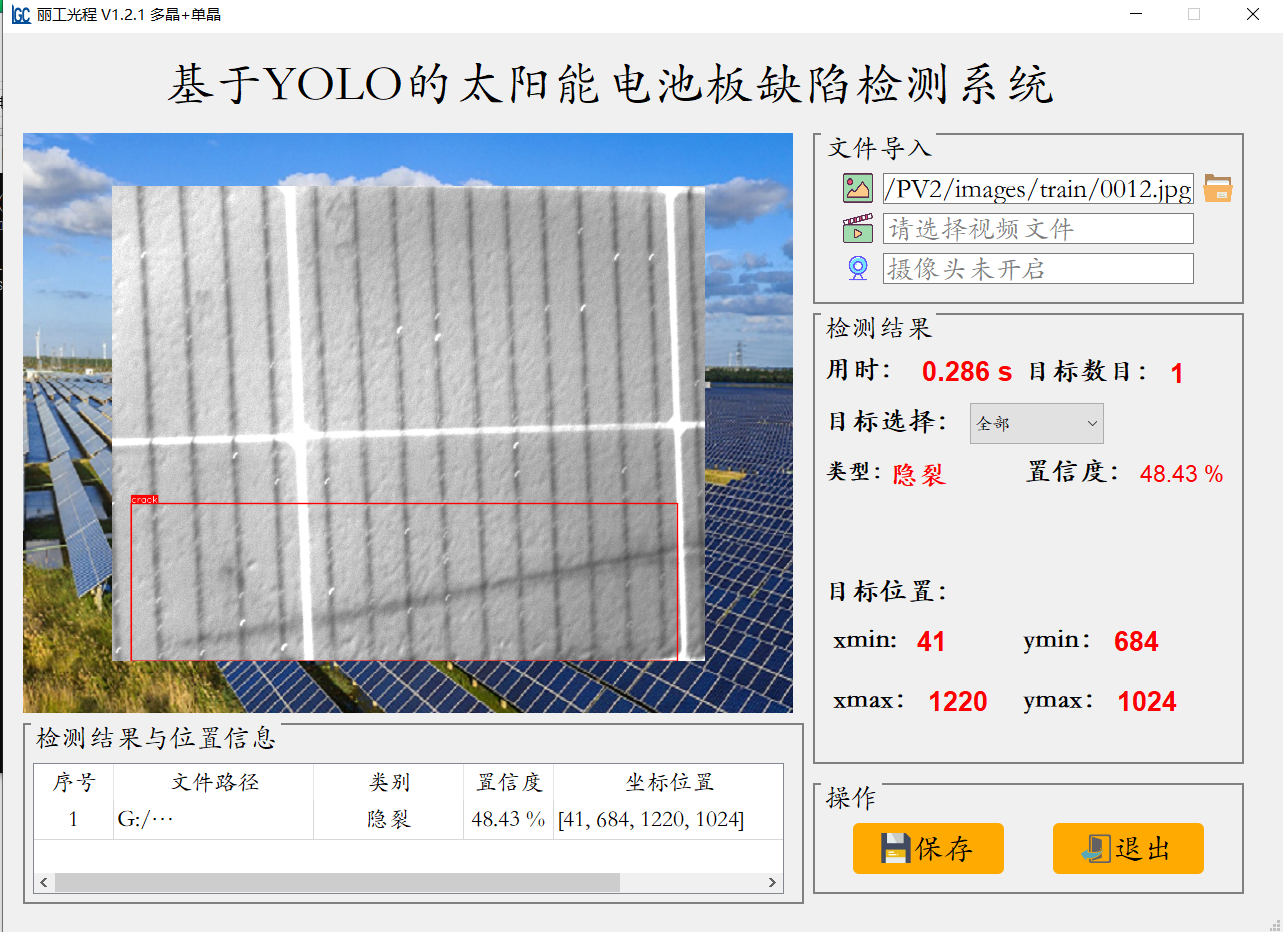 LGC 丽工光程 V1.2.1 多晶+单晶
基于YOLO的太阳能电池板缺陷检测系统
crack
文件导入
/PV2/images/train/0012.jpg
请选择视频文件
摄像头未开启
检测结果
用时： 0.286 s 目标数目： 1
目标选择： 全部
类型： 隐裂 置信度： 48.43 %
目标位置：
xmin: 41 ymin： 684
xmax： 1220 ymax： 1024
检测结果与位置信息
序号 文件路径 类别 置信度 坐标位置
1 G:/… 隐裂 48.43 % [41, 684, 1220, 1024]
操作
保存 退出